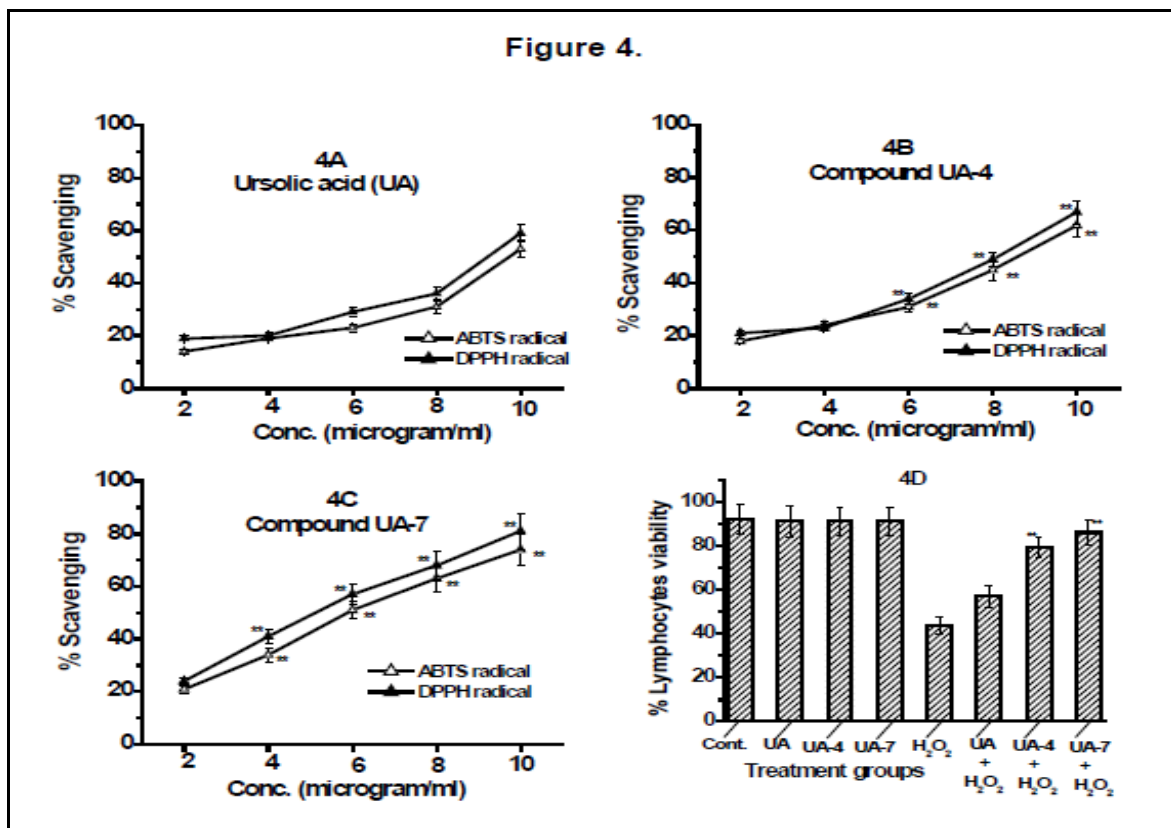 Figure 4.
4A
Ursolic acid (UA)
% Scavenging
100
80
60
40
20
0
ABTS radical
DPPH radical
2 4 6 8 10
Conc. (microgram/ml)
4B
Compound UA-4
% Scavenging
100
80
60
40
20
0
** ** ** ** ** **
ABTS radical
DPPH radical
2 4 6 8 10
Conc. (microgram/ml)
4C
Compound UA-7
% Scavenging
100
80
60
40
20
0
** ** ** ** ** ** ** **
ABTS radical
DPPH radical
2 4 6 8 10
Conc. (microgram/ml)
4D
% Lymphocytes viability
100
80
60
40
20
0
** **
Cont. UA UA-4 UA-7 H₂O₂ UA + H₂O₂ UA-4 + H₂O₂ UA-7 + H₂O₂
Treatment groups